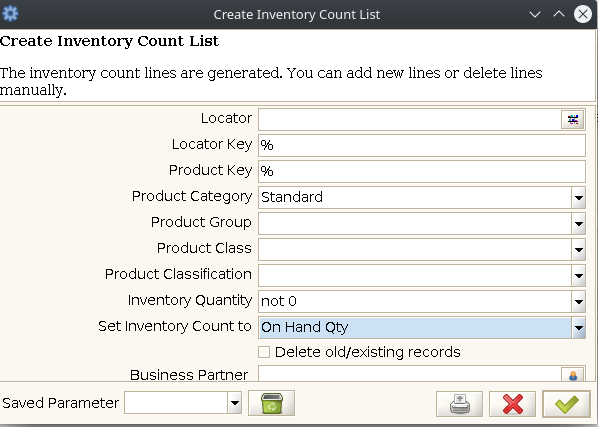 Create Inventory Count List
Create Inventory Count List
The inventory count lines are generated. You can add new lines or delete lines
manually.
Locator
Locator Key %
Product Key %
Product Category Standard
Product Group
Product Class
Product Classification
Inventory Quantity not 0
Set Inventory Count to On Hand Qty
Delete old/existing records
Business Partner
Saved Parameter